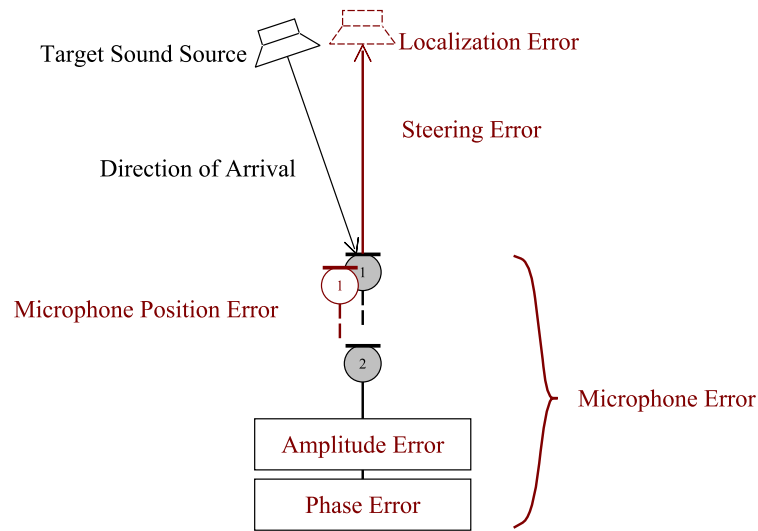 Target Sound Source
Localization Error
Steering Error
Direction of Arrival
1
1
Microphone Position Error
2
Microphone Error
Amplitude Error
Phase Error